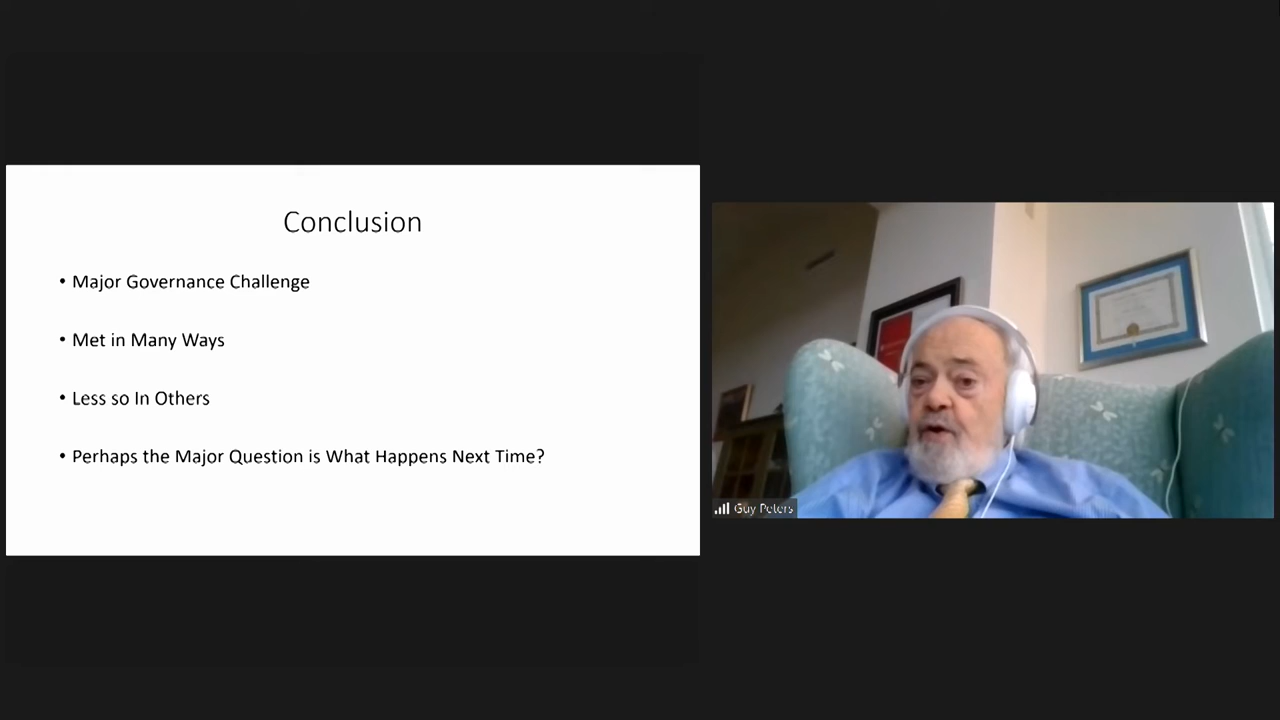 Conclusion
• Major Governance Challenge
• Met in Many Ways
• Less so In Others
• Perhaps the Major Question is What Happens Next Time?
Guy Peters